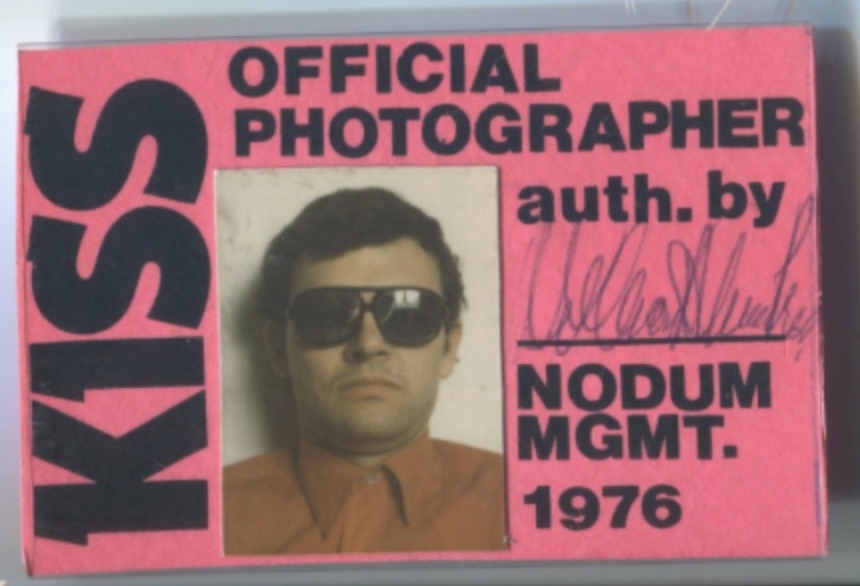 KISS
OFFICIAL
PHOTOGRAPHER
auth. by
NODUM
MGMT.
1976